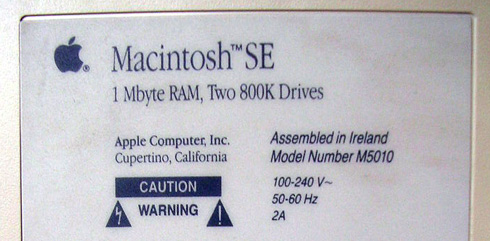 Macintosh™ SE
1 Mbyte RAM, Two 800K Drives
Apple Computer, Inc.
Cupertino, California
CAUTION
WARNING
Assembled in Ireland
Model Number M5010
100-240 V~
50-60 Hz
2A